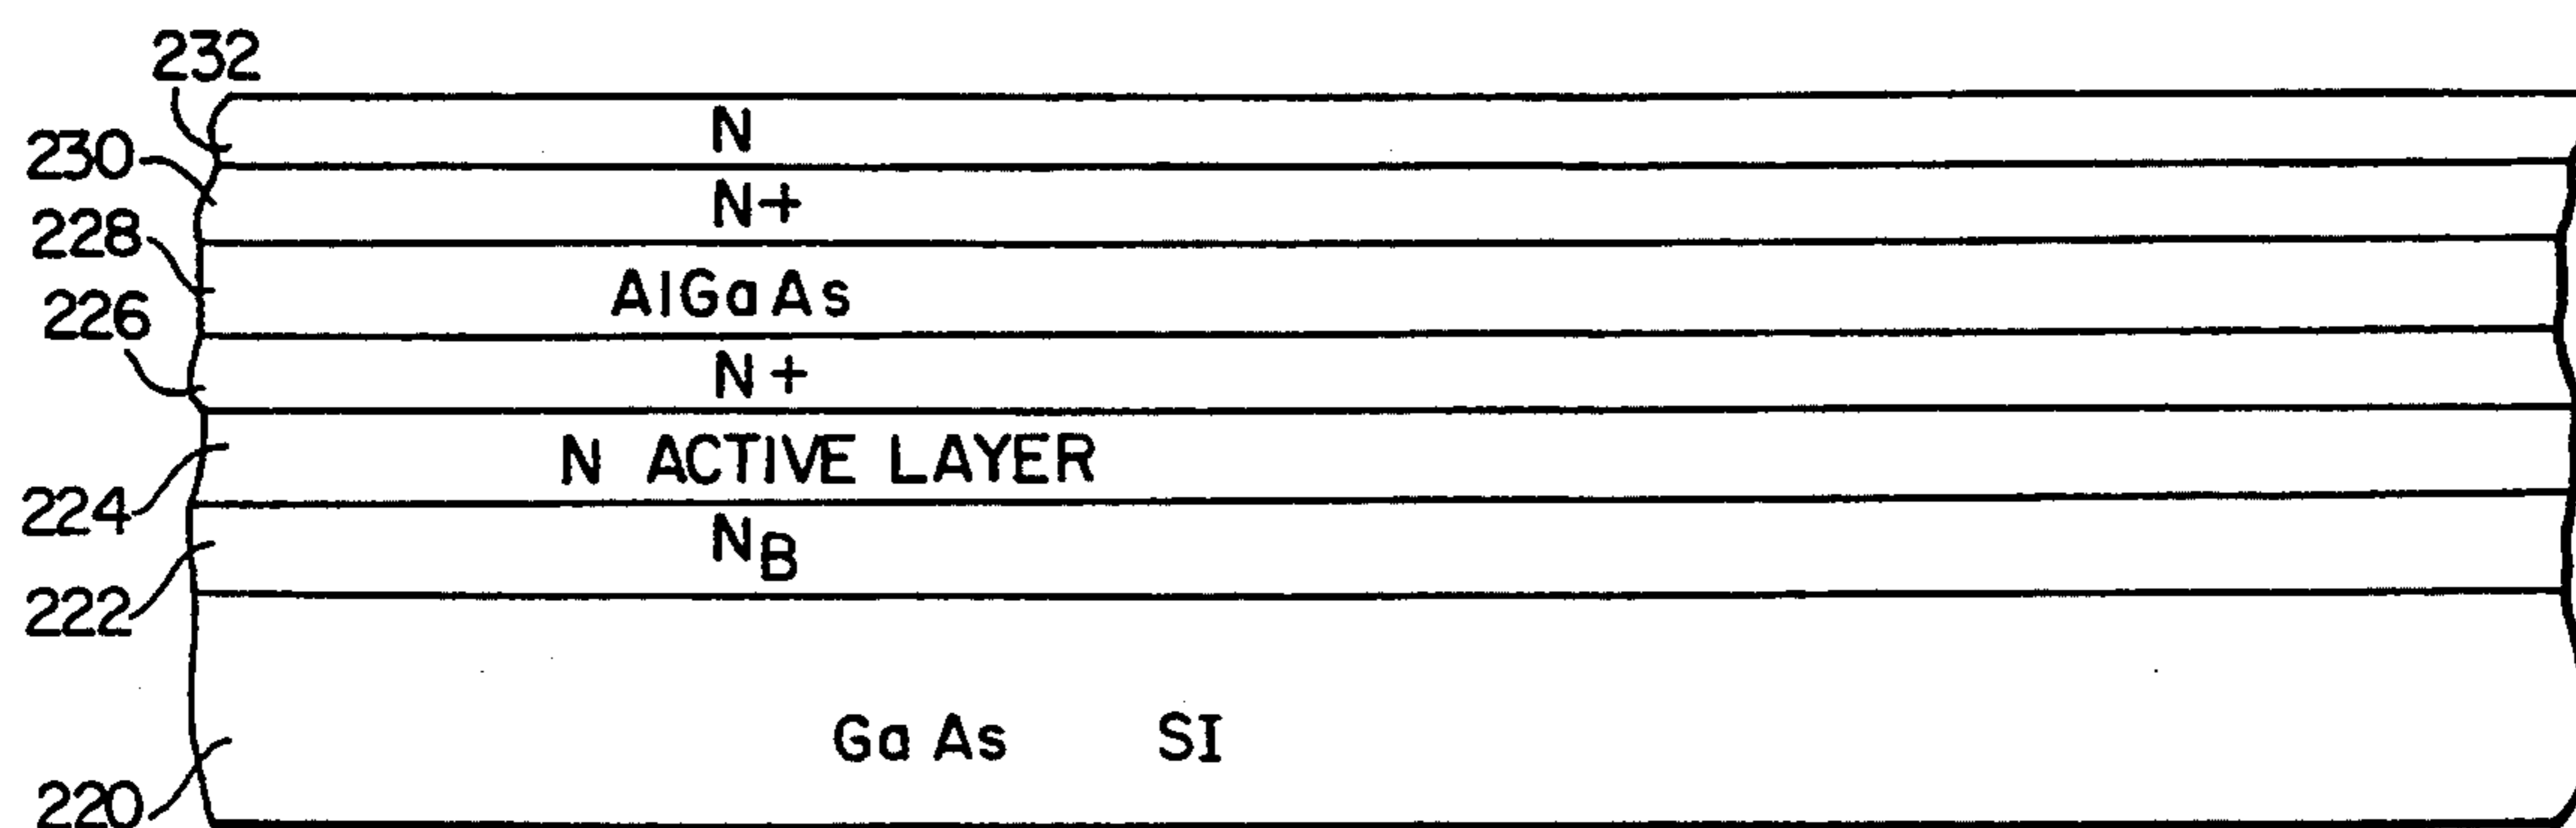 232
N
230
N+
228
AlGaAs
226
N+
N ACTIVE LAYER
224
NB
222
GaAs SI
220